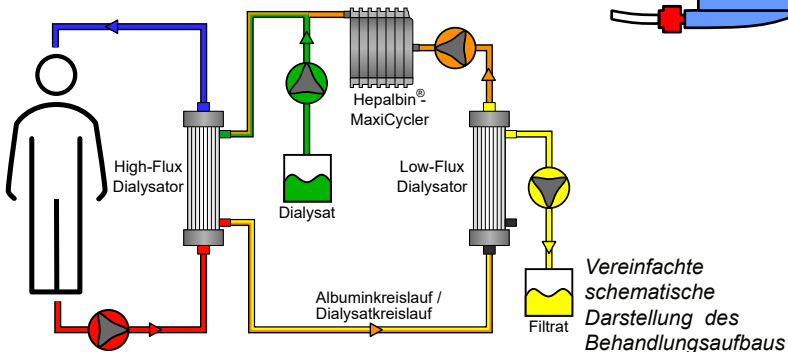 Hepalbin®-
MaxiCycler
High-Flux
Dialysator
Low-Flux
Dialysator
Dialysat
Albuminkreislauf /
Dialysatkreislauf
Filtrat
Vereinfachte
schematische
Darstellung des
Behandlungsaufbaus